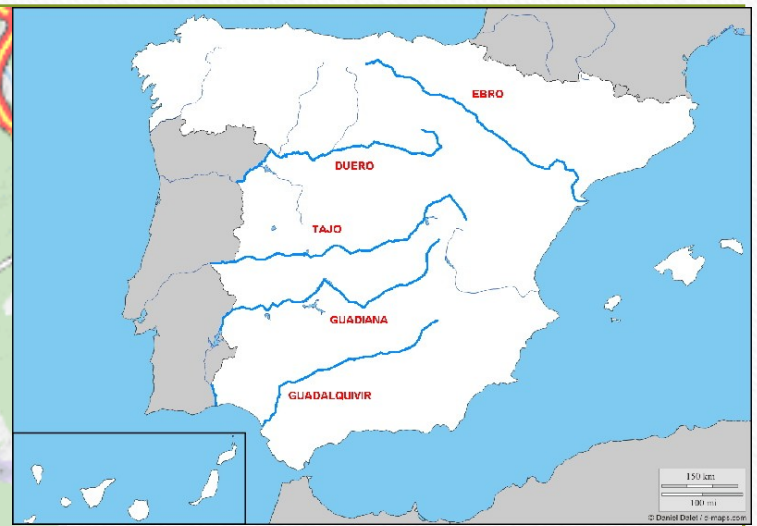 EBRO
DUERO
TAJO
GUADIANA
GUADALQUIVIR
150 km
100 mi
© Daniel Dalet / d-maps.com